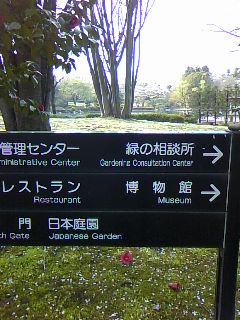 管理センター 緑の相談所
ministrative Center Gardening Consultation Center
レストラン 博物館
Restaurant Museum
門 日本庭園
th Gate Japanese Garden